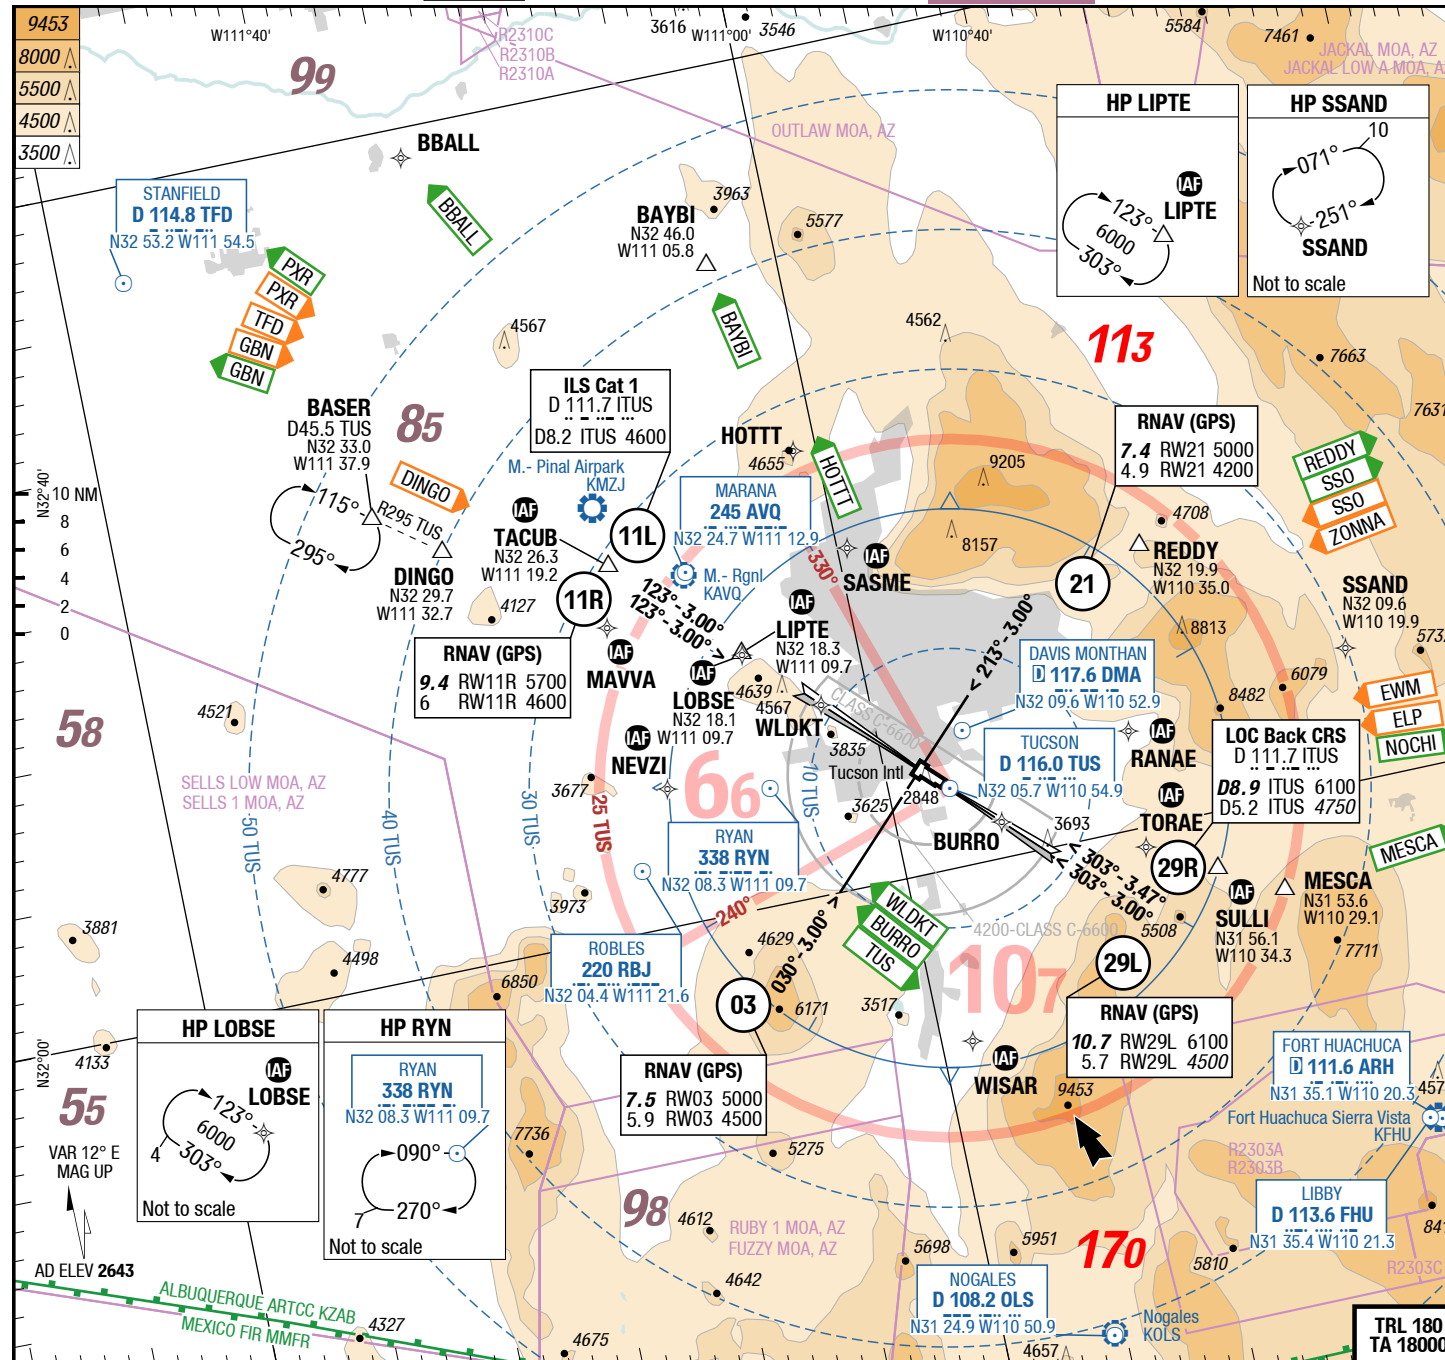 9453
8000
5500
4500
3500
W111°40'
99
R2310C
R2310B
R2310A
3616
W111°00'
3546
W110°40'
5584
7461
JACKAL MOA, AZ
JACKAL LOW A MOA, A
OUTLAW MOA, AZ
BBALL
BBALL
STANFIELD
D 114.8 TFD
N32 53.2 W111 54.5
PXR
PXR
TFD
GBN
GBN
BAYBI
N32 46.0
W111 05.8
3963
5577
BAYBI
4567
4562
HP LIPTE
IAF
LIPTE
123°
6000
303°
HP SSAND
10
071°
251°
SSAND
Not to scale
113
7663
7631
BASER
D45.5 TUS
N32 33.0
W111 37.9
85
115°
295°
R295 TUS
DINGO
DINGO
N32 29.7
W111 32.7
ILS Cat 1
D 111.7 ITUS
D8.2 ITUS 4600
M.- Pinal Airpark
KMZJ
IAF
TACUB
N32 26.3
W111 19.2
11L
11R
4127
HOTTT
4655
HOTTT
MARANA
245 AVQ
N32 24.7 W111 12.9
M.- Rgnl
KAVQ
330°
IAF
SASME
9205
8157
RNAV (GPS)
7.4 RW21 5000
4.9 RW21 4200
21
4708
REDDY
N32 19.9
W110 35.0
REDDY
SSO
SSO
ZONNA
SSAND
N32 09.6
W110 19.9
573
8813
6079
8482
N32°40'
10 NM
8
6
4
2
0
123°-3.00°
123°-3.00°
IAF
LIPTE
N32 18.3
W111 09.7
IAF
LOBSE
N32 18.1
W111 09.7
IAF
MAVVA
RNAV (GPS)
9.4 RW11R 5700
6 RW11R 4600
4639
4567
WLDKT
CLASS C-6600
3835
Tucson Intl
2848
213°-3.00°
DAVIS MONTHAN
D 117.6 DMA
N32 09.6 W110 52.9
TUCSON
D 116.0 TUS
N32 05.7 W110 54.9
IAF
RANAE
IAF
TORAE
LOC Back CRS
D 111.7 ITUS
D8.9 ITUS 6100
D5.2 ITUS 4750
EWM
ELP
NOCHI
MESCA
4521
58
SELLS LOW MOA, AZ
SELLS 1 MOA, AZ
50 TUS
40 TUS
30 TUS
25 TUS
10 TUS
IAF
NEVZI
3677
66
3625
BURRO
3693
RYAN
338 RYN
N32 08.3 W111 09.7
303°-3.47°
303°-3.00°
29R
IAF
SULLI
N31 56.1
W110 34.3
MESCA
N31 53.6
W110 29.1
7711
5508
4777
3881
4498
3973
240°
4629
ROBLES
220 RBJ
N32 04.4 W111 21.6
6850
030°-3.00°
WLDKT
BURRO
TUS
4200-CLASS C-6600
107
29L
03
6171
3517
RNAV (GPS)
10.7 RW29L 6100
5.7 RW29L 4500
HP LOBSE
IAF
LOBSE
123°
6000
303°
4
Not to scale
HP RYN
RYAN
338 RYN
N32 08.3 W111 09.7
090°
270°
7
Not to scale
N32°00'
4133
55
VAR 12° E
MAG UP
AD ELEV 2643
RNAV (GPS)
7.5 RW03 5000
5.9 RW03 4500
IAF
WISAR
9453
7736
5275
FORT HUACHUCA
D 111.6 ARH
N31 35.1 W110 20.3
457
Fort Huachuca Sierra Vista
KFHU
R2303A
R2303B
LIBBY
D 113.6 FHU
N31 35.4 W110 21.3
841
R2303C
98
4612
RUBY 1 MOA, AZ
FUZZY MOA, AZ
4642
5698
5951
170
5810
NOGALES
D 108.2 OLS
N31 24.9 W110 50.9
Nogales
KOLS
4657
ALBUQUERQUE ARTCC KZAB
MEXICO FIR MMFR
4327
4675
TRL 180
TA 18000